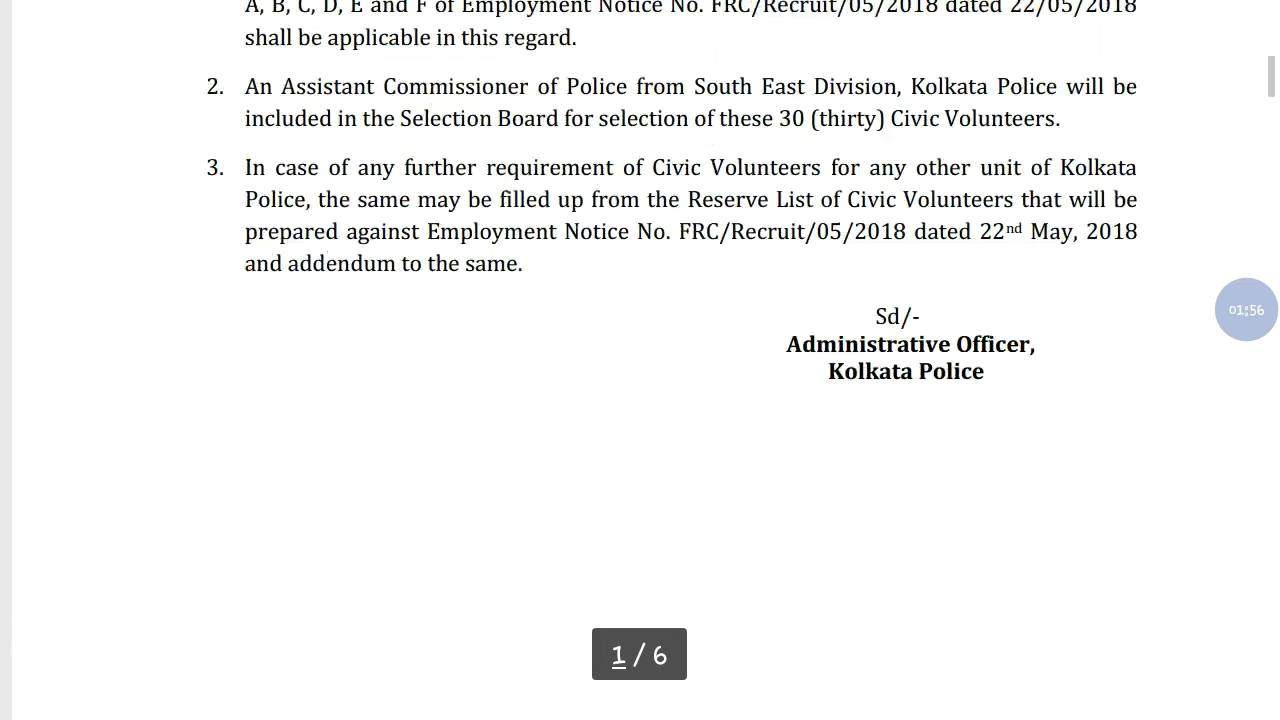 A, B, C, D, E and F of Employment Notice No. FRC/Recruit/05/2018 dated 22/05/2018
shall be applicable in this regard.
2. An Assistant Commissioner of Police from South East Division, Kolkata Police will be
included in the Selection Board for selection of these 30 (thirty) Civic Volunteers.
3. In case of any further requirement of Civic Volunteers for any other unit of Kolkata
Police, the same may be filled up from the Reserve List of Civic Volunteers that will be
prepared against Employment Notice No. FRC/Recruit/05/2018 dated 22nd May, 2018
and addendum to the same.
Sd/-
Administrative Officer,
Kolkata Police
01:56
1 / 6